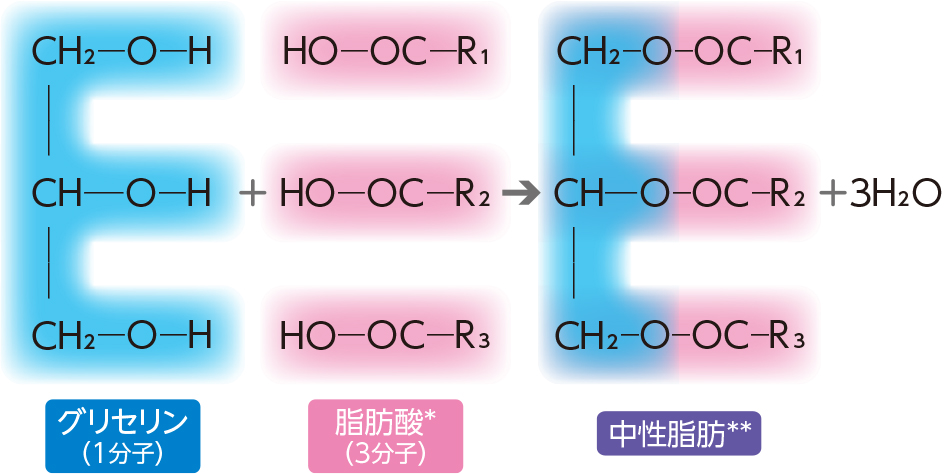 CH₂—O—H HO—OC—R₁ CH₂—O—OC—R₁
CH—O—H + HO—OC—R₂ → CH—O—OC—R₂ + 3H₂O
CH₂—O—H HO—OC—R₃ CH₂—O—OC—R₃
グリセリン
(1分子)
脂肪酸*
(3分子)
中性脂肪**